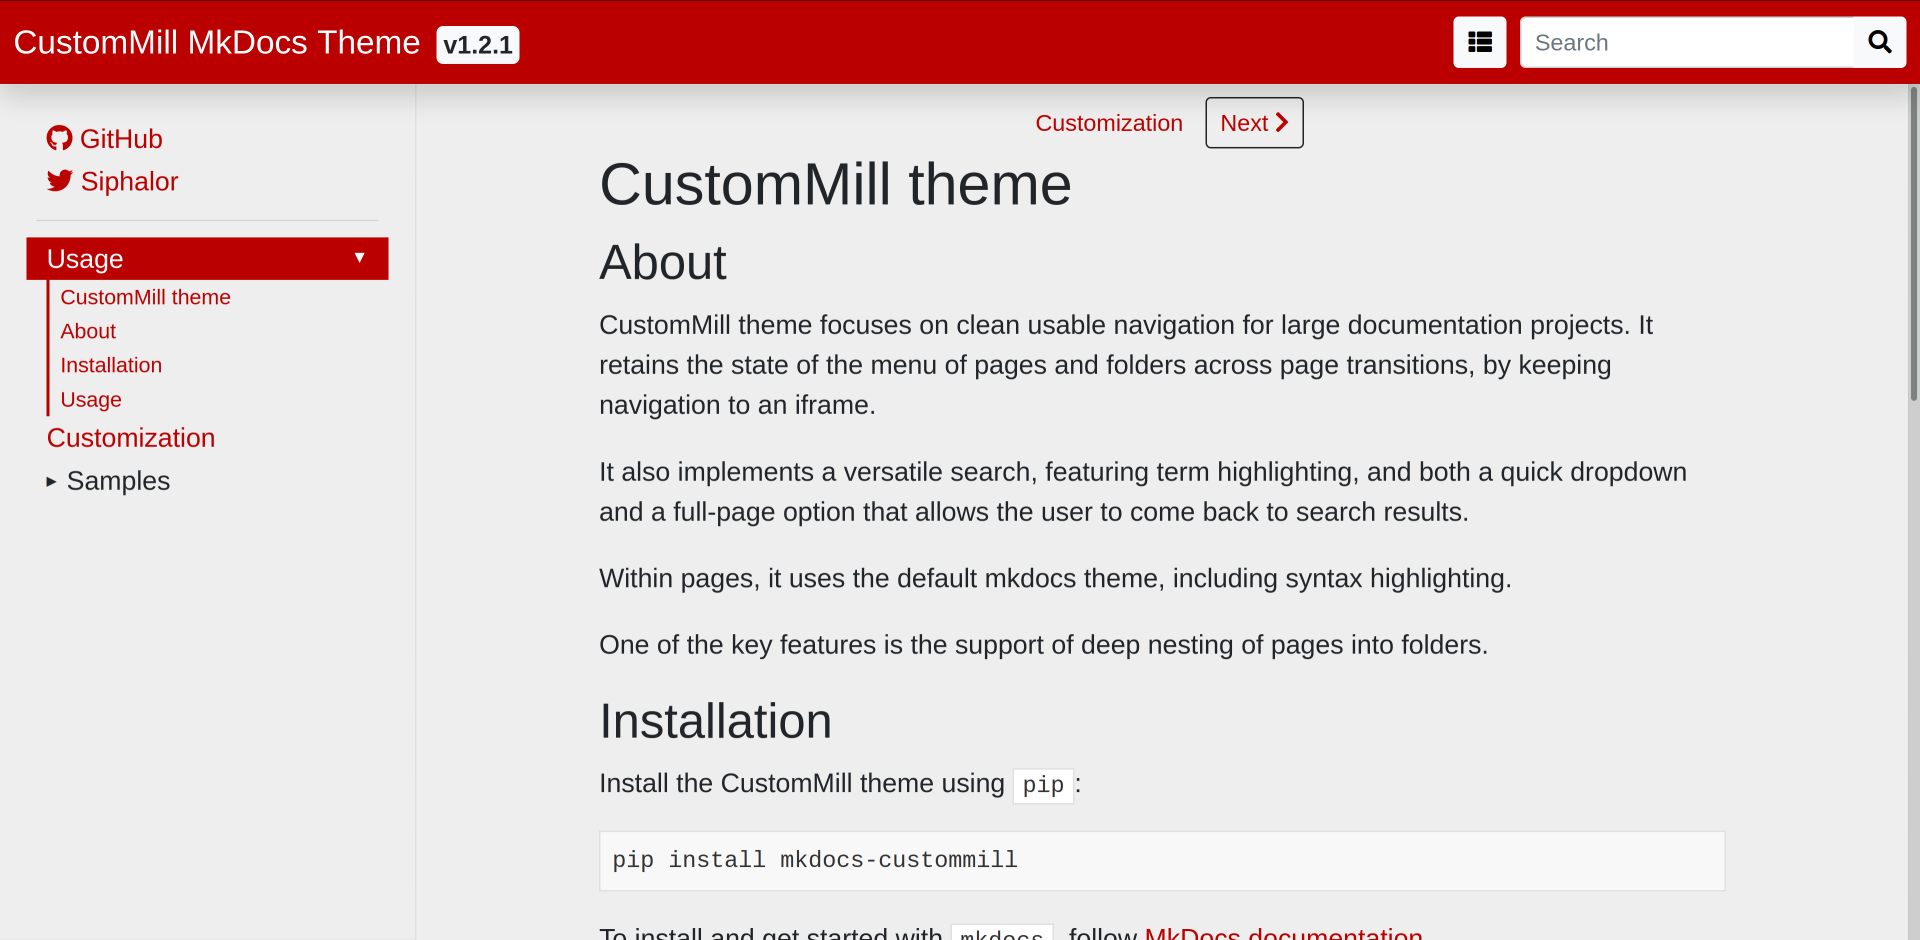 CustomMill MkDocs Theme v1.2.1
Search
GitHub
Siphalor
Usage
CustomMill theme
About
Installation
Usage
Customization
Samples
Customization Next
CustomMill theme
About
CustomMill theme focuses on clean usable navigation for large documentation projects. It
retains the state of the menu of pages and folders across page transitions, by keeping
navigation to an iframe.
It also implements a versatile search, featuring term highlighting, and both a quick dropdown
and a full-page option that allows the user to come back to search results.
Within pages, it uses the default mkdocs theme, including syntax highlighting.
One of the key features is the support of deep nesting of pages into folders.
Installation
Install the CustomMill theme using pip:
pip install mkdocs-custommill
To install and get started with mkdocs, follow MkDocs documentation